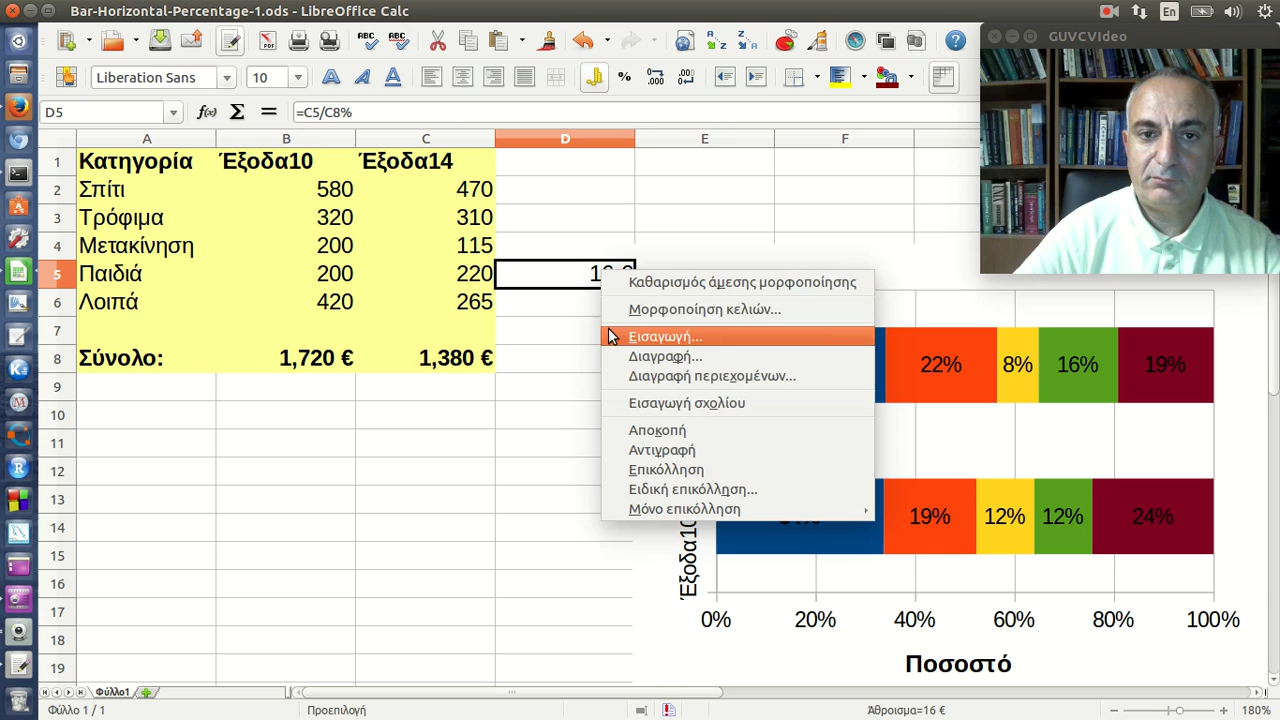 Bar-Horizontal-Percentage-1.ods - LibreOffice Calc
En
GUVCVIdeo
Liberation Sans
10
D5
=C5/C8%
A B C D E F
1 Κατηγορία Έξοδα10 Έξοδα14
2 Σπίτι 580 470
3 Τρόφιμα 320 310
4 Μετακίνηση 200 115
5 Παιδιά 200 220
6 Λοιπά 420 265
7
8 Σύνολο: 1,720 € 1,380 €
9
10
11
12
13
14
15
16
17
18
19
Καθαρισμός άμεσης μορφοποίησης
Μορφοποίηση κελιών...
Εισαγωγή...
Διαγραφή...
Διαγραφή περιεχομένων...
Εισαγωγή σχολίου
Αποκοπή
Αντιγραφή
Επικόλληση
Ειδική επικόλληση...
Μόνο επικόλληση
22% 8% 16% 19%
19% 12% 12% 24%
Έξοδα10
0% 20% 40% 60% 80% 100%
Ποσοστό
Φύλλο1
Φύλλο 1 / 1
Προεπιλογή
Άθροισμα=16 €
180%